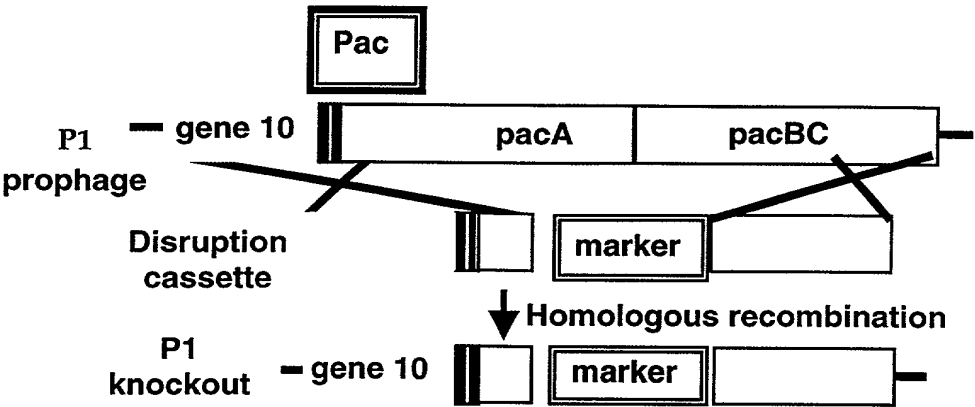 Pac
P1
prophage
gene 10
pacA
pacBC
Disruption
cassette
marker
Homologous recombination
P1
knockout
gene 10
marker